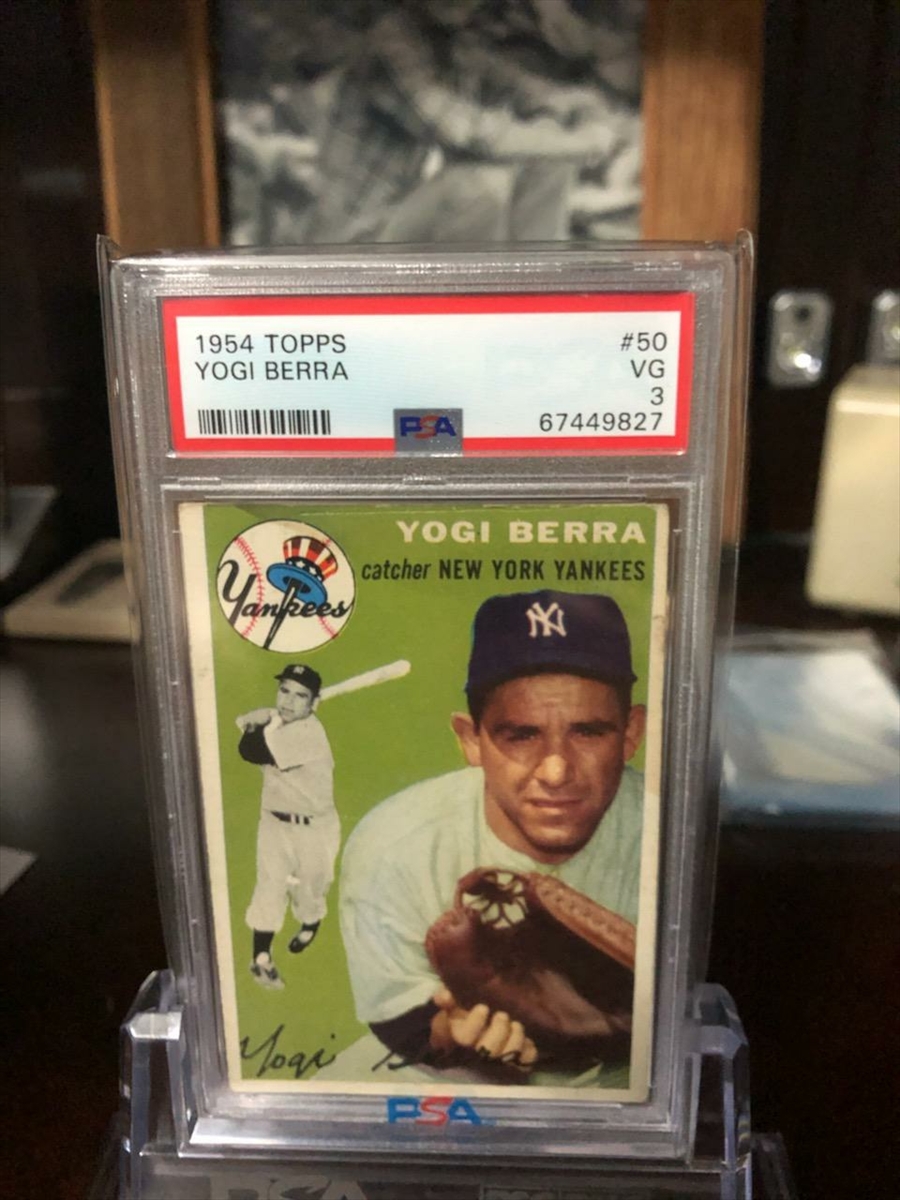 1954 TOPPS #50
YOGI BERRA VG
3
67449827
PSA
YOGI BERRA
catcher NEW YORK YANKEES
Yankees
NY
Yogi Berra
PSA
PSA